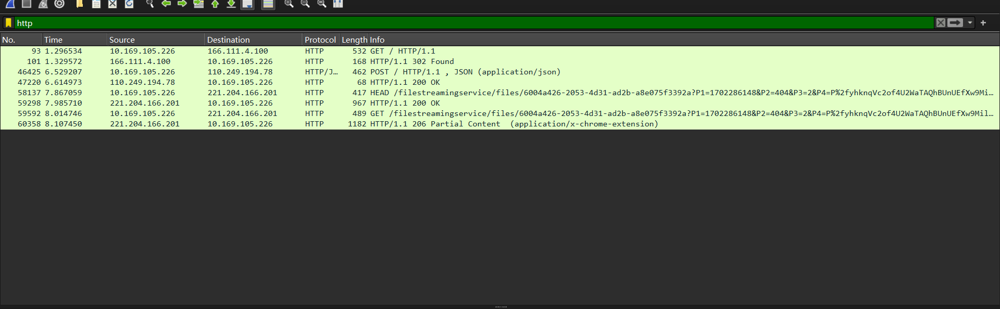 http
No. Time Source Destination Protocol Length Info
93 1.296534 10.169.105.226 166.111.4.100 HTTP 532 GET / HTTP/1.1
101 1.329572 166.111.4.100 10.169.105.226 HTTP 168 HTTP/1.1 302 Found
46425 6.529207 10.169.105.226 110.249.194.78 HTTP/J… 462 POST / HTTP/1.1 , JSON (application/json)
47220 6.614973 110.249.194.78 10.169.105.226 HTTP 68 HTTP/1.1 200 OK
58137 7.867059 10.169.105.226 221.204.166.201 HTTP 417 HEAD /filestreamingservice/files/6004a426-2053-4d31-ad2b-a8e075f3392a?P1=1702286148&P2=404&P3=2&P4=P%2fyhknqVc2of4U2WaTAQhBUnUEfXw9Mi…
59298 7.985710 221.204.166.201 10.169.105.226 HTTP 967 HTTP/1.1 200 OK
59592 8.014746 10.169.105.226 221.204.166.201 HTTP 489 GET /filestreamingservice/files/6004a426-2053-4d31-ad2b-a8e075f3392a?P1=1702286148&P2=404&P3=2&P4=P%2fyhknqVc2of4U2WaTAQhBUnUEfXw9Mil…
60358 8.107450 221.204.166.201 10.169.105.226 HTTP 1182 HTTP/1.1 206 Partial Content (application/x-chrome-extension)